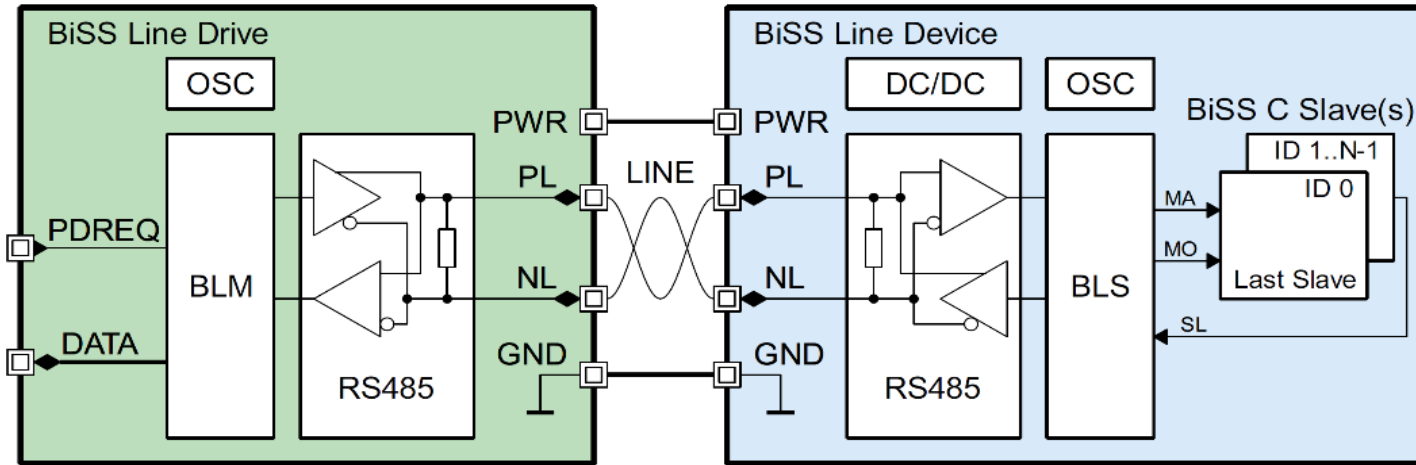 BiSS Line Drive
OSC
PWR
PL
PDREQ
BLM
NL
DATA
GND
RS485
LINE
BiSS Line Device
DC/DC
OSC
BiSS C Slave(s)
PWR
ID 1..N-1
PL
ID 0
MA
MO
NL
BLS
Last Slave
SL
GND
RS485